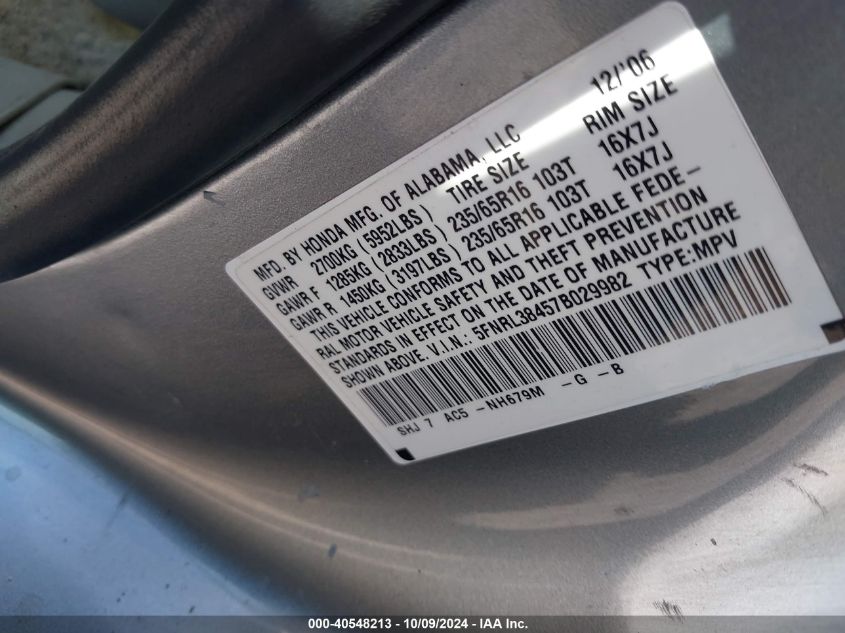 MFD. BY HONDA MFG. OF ALABAMA, LLC 12/'06
GVWR 2700KG (5952LBS) TIRE SIZE RIM SIZE
GAWR F 1285KG (2833LBS) 235/65R16 103T 16X7J
GAWR R 1450KG (3197LBS) 235/65R16 103T 16X7J
THIS VEHICLE CONFORMS TO ALL APPLICABLE FEDE-
RAL MOTOR VEHICLE SAFETY AND THEFT PREVENTION
STANDARDS IN EFFECT ON THE DATE OF MANUFACTURE
SHOWN ABOVE. V.I.N.: 5FNRL38457B029982 TYPE:MPV
SHJ 7 AC5 -NH679M -G -B
000-40548213 - 10/09/2024 - IAA Inc.